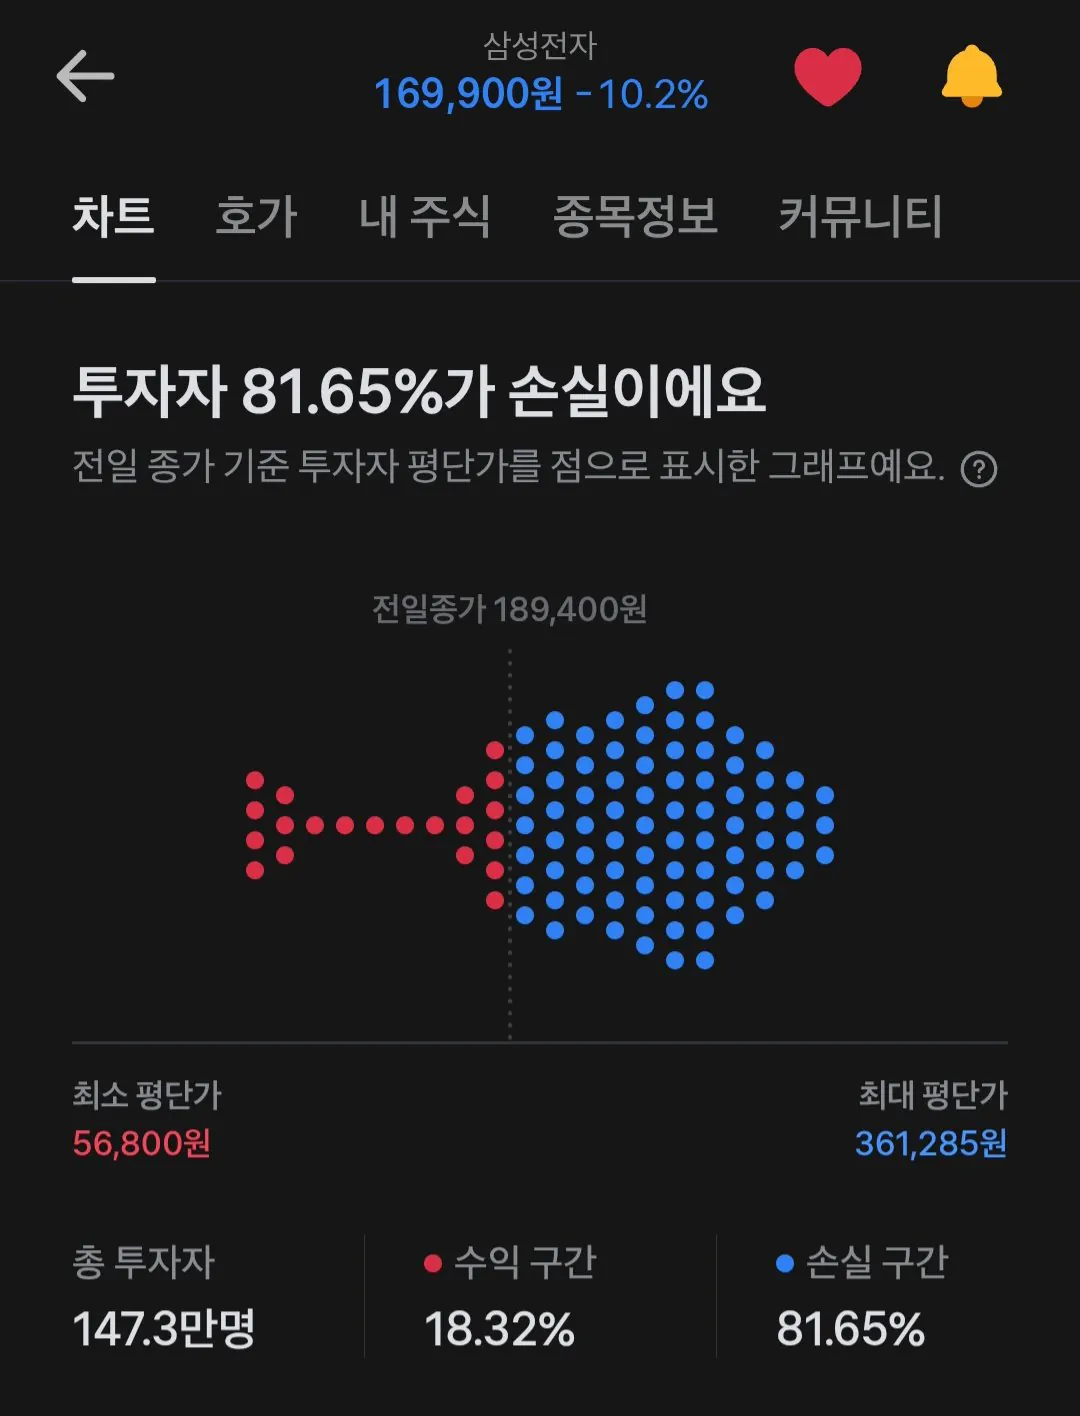 삼성전자
169,900원 -10.2%
차트 호가 내 주식 종목정보 커뮤니티
투자자 81.65%가 손실이에요
전일 종가 기준 투자자 평단가를 점으로 표시한 그래프예요. ?
전일종가 189,400원
최소 평단가 최대 평단가
56,800원 361,285원
총 투자자 수익 구간 손실 구간
147.3만명 18.32% 81.65%